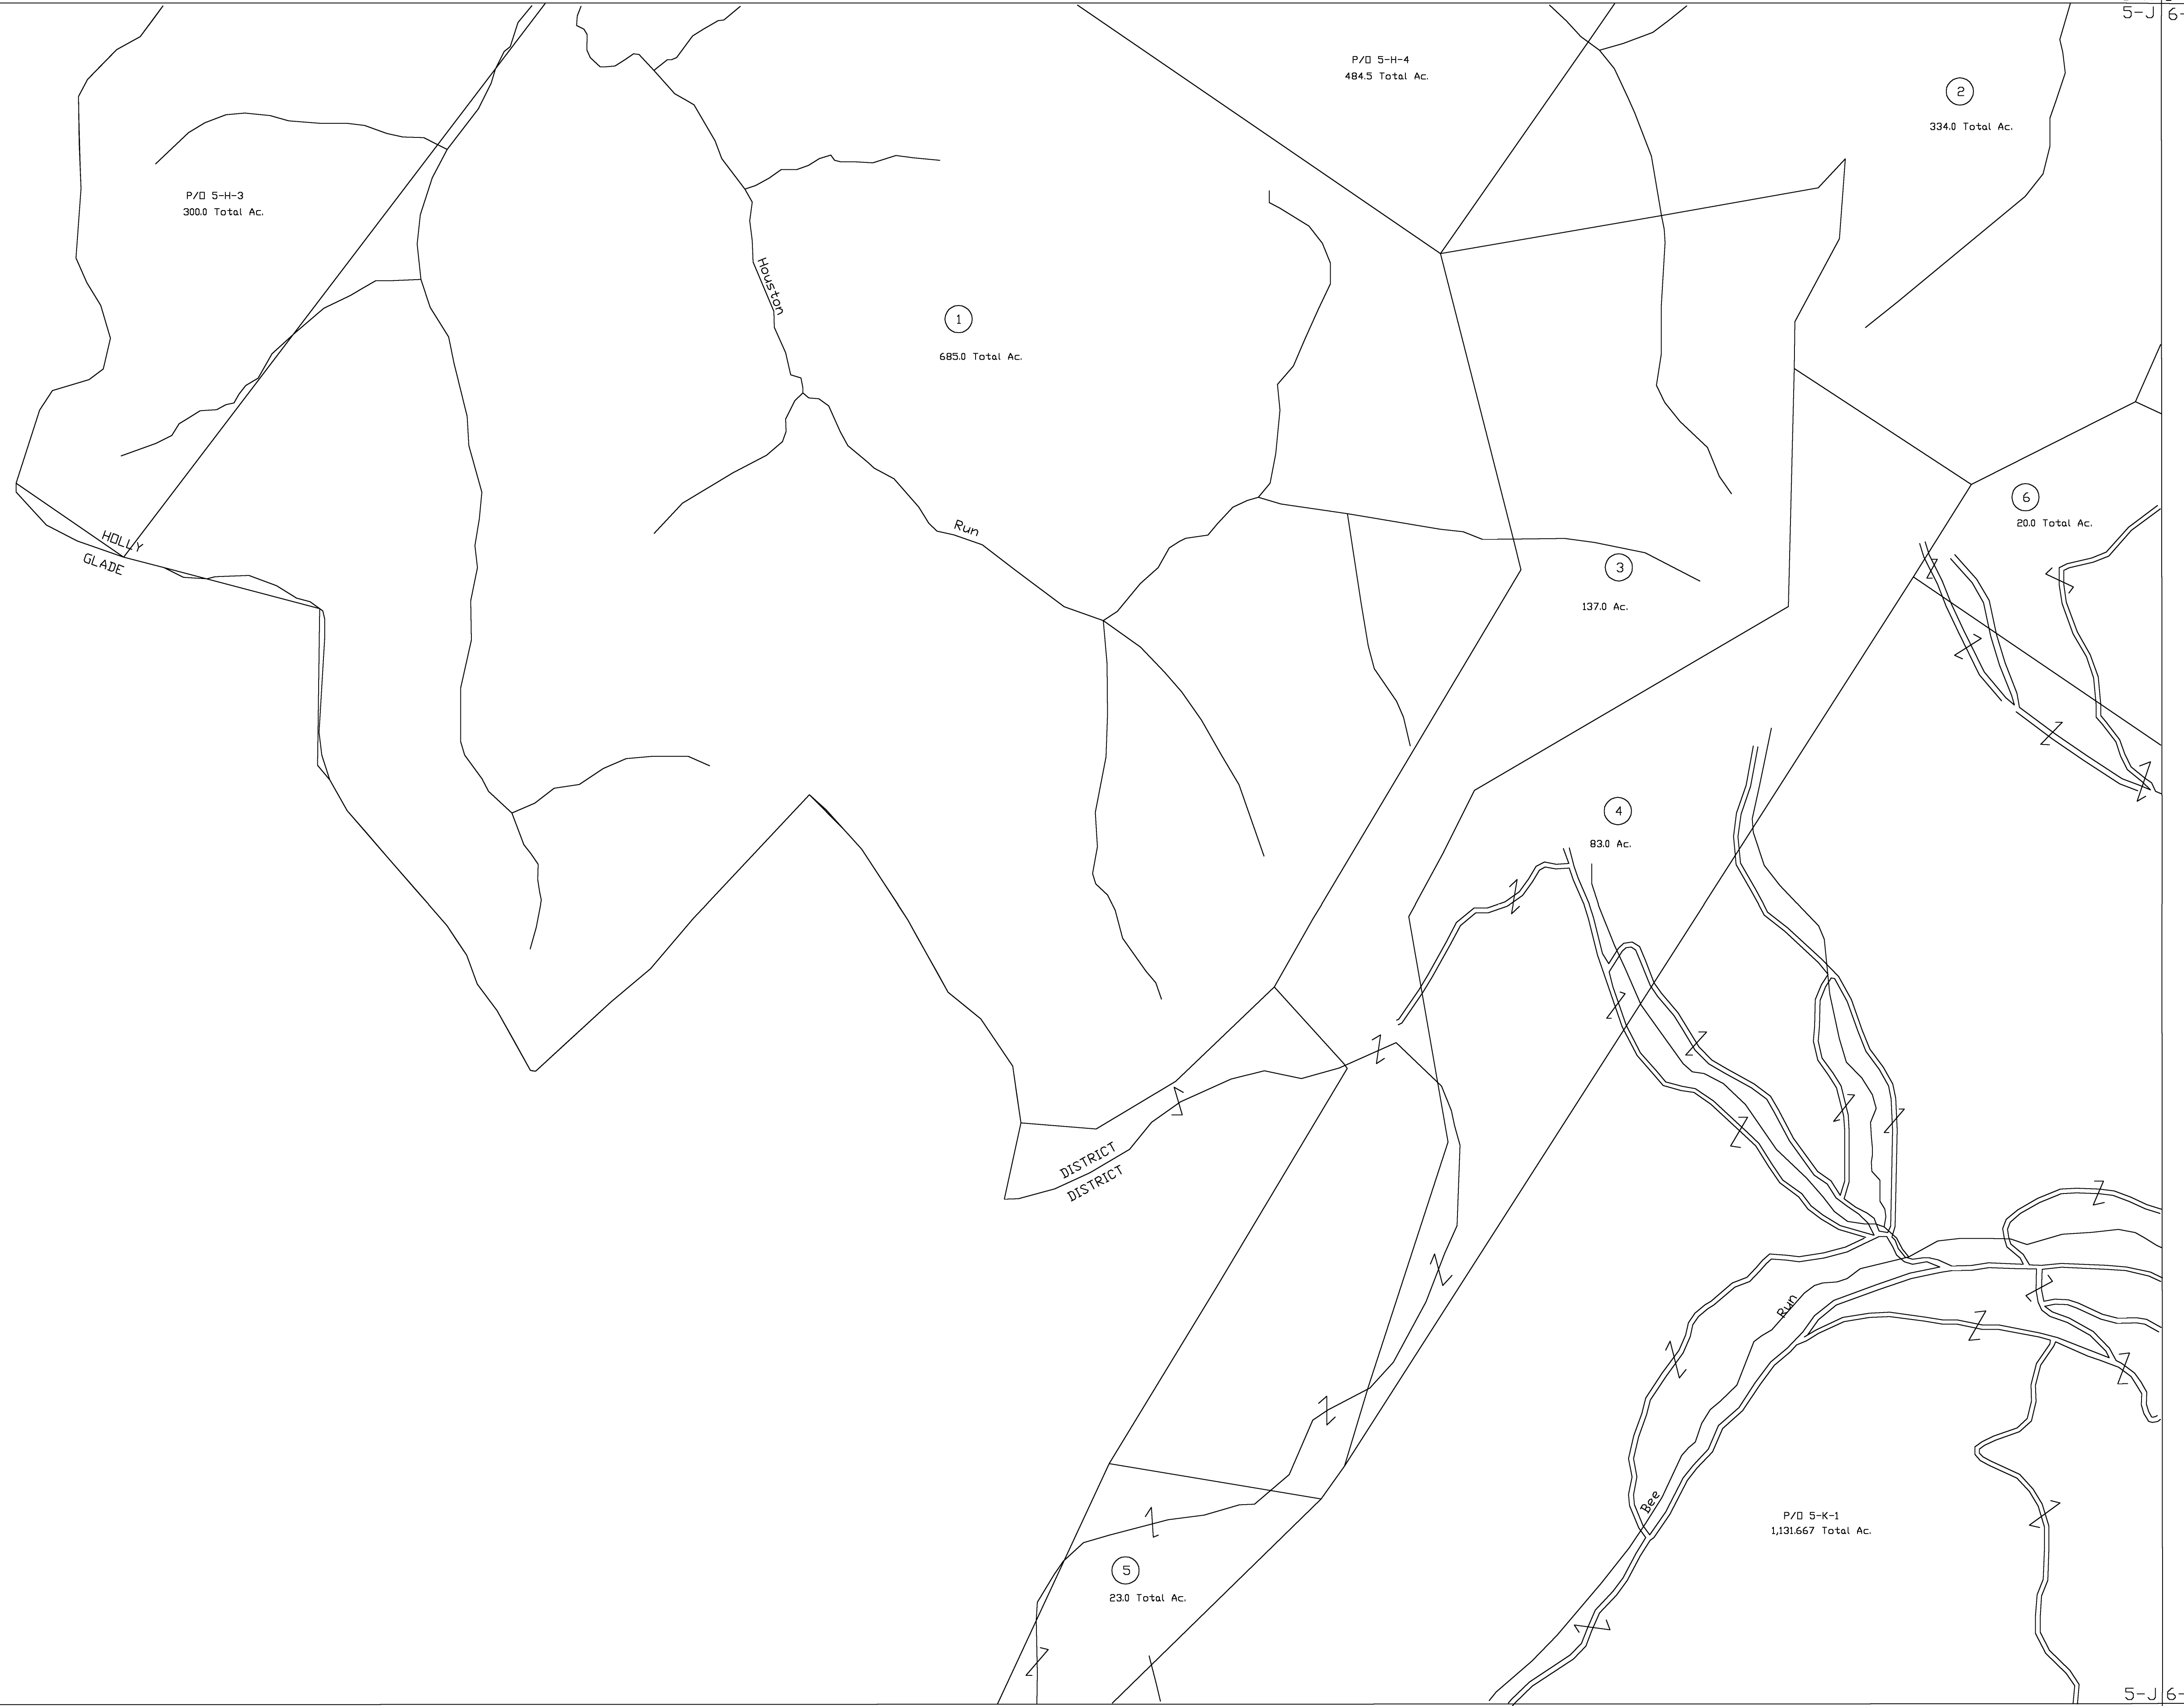 5-J 6-
P/O 5-H-4
484.5 Total Ac.
2
334.0 Total Ac.
P/O 5-H-3
300.0 Total Ac.
Houston
1
685.0 Total Ac.
6
20.0 Total Ac.
Run
HOLLY
GLADE
3
137.0 Ac.
4
83.0 Ac.
DISTRICT
DISTRICT
Run
Bee
P/O 5-K-1
1,131.667 Total Ac.
5
23.0 Total Ac.
5-J 6-